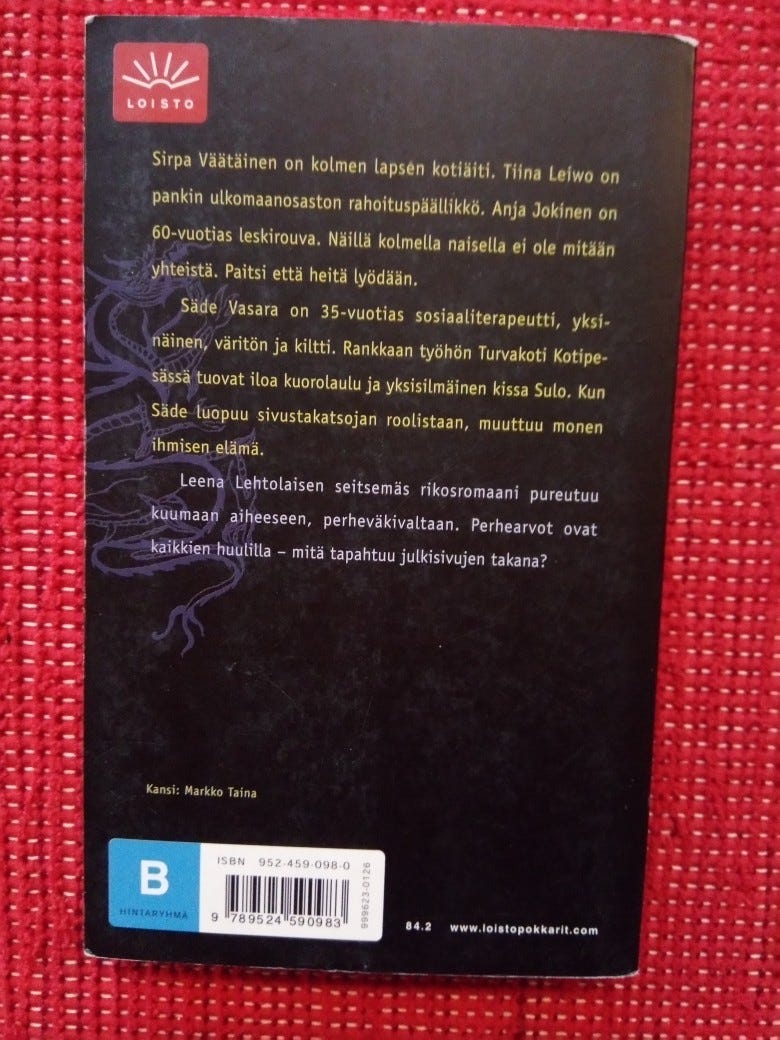 LOISTO
Sirpa Väätäinen on kolmen lapsen kotiäiti. Tiina Leiwo on
pankin ulkomaanosaston rahoituspäällikkö. Anja Jokinen on
60-vuotias leskirouva. Näillä kolmella naisella ei ole mitään
yhteistä. Paitsi että heitä lyödään.
Säde Vasara on 35-vuotias sosiaaliterapeutti, yksi-
näinen, väritön ja kiltti. Rankkaan työhön Turvakoti Kotipe-
sässä tuovat iloa kuorolaulu ja yksisilmäinen kissa Sulo. Kun
Säde luopuu sivustakatsojan roolistaan, muuttuu monen
ihmisen elämä.
Leena Lehtolaisen seitsemäs rikosromaani pureutuu
kuumaan aiheeseen, perheväkivaltaan. Perhearvot ovat
kaikkien huulilla – mitä tapahtuu julkisivujen takana?
Kansi: Markko Taina
B
HINTARYHMÄ
ISBN 952-459-098-0
9 789524 590983
999623-0126
84.2 www.loistopokkarit.com